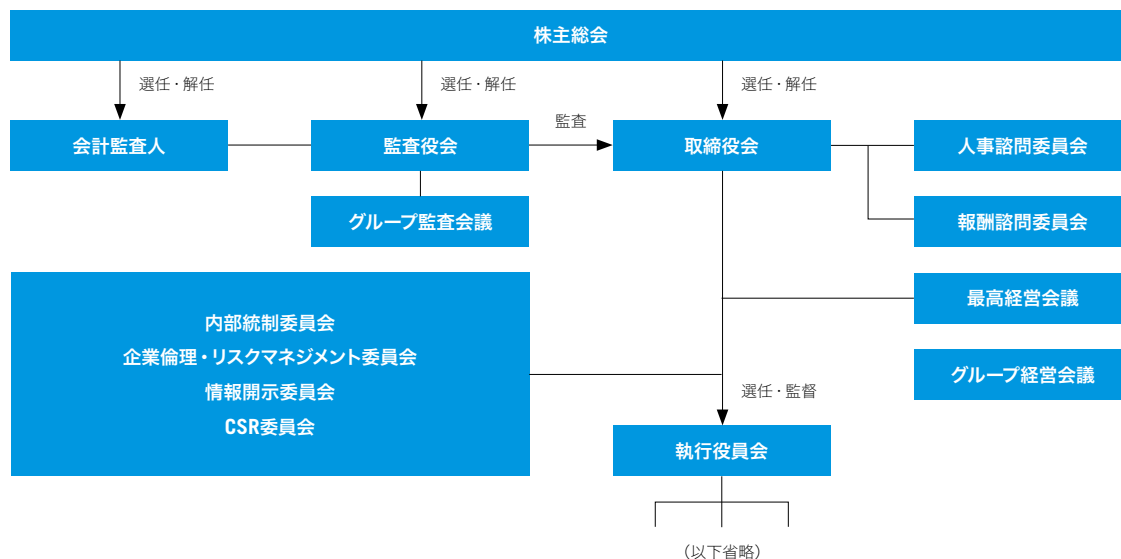 株主総会
選任・解任
選任・解任
選任・解任
会計監査人
監査役会
監査
取締役会
人事諮問委員会
グループ監査会議
報酬諮問委員会
内部統制委員会
企業倫理・リスクマネジメント委員会
情報開示委員会
CSR委員会
最高経営会議
グループ経営会議
選任・監督
執行役員会
（以下省略）